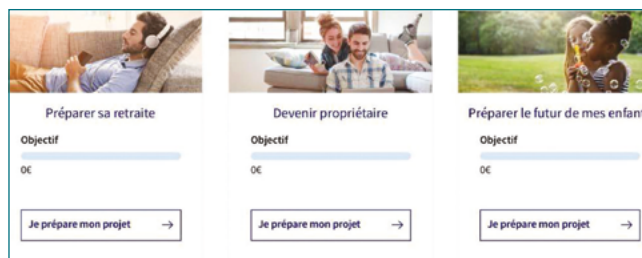 Préparer sa retraite
Objectif
0€
Je prépare mon projet →
Devenir propriétaire
Objectif
0€
Je prépare mon projet →
Préparer le futur de mes enfant
Objectif
0€
Je prépare mon projet →